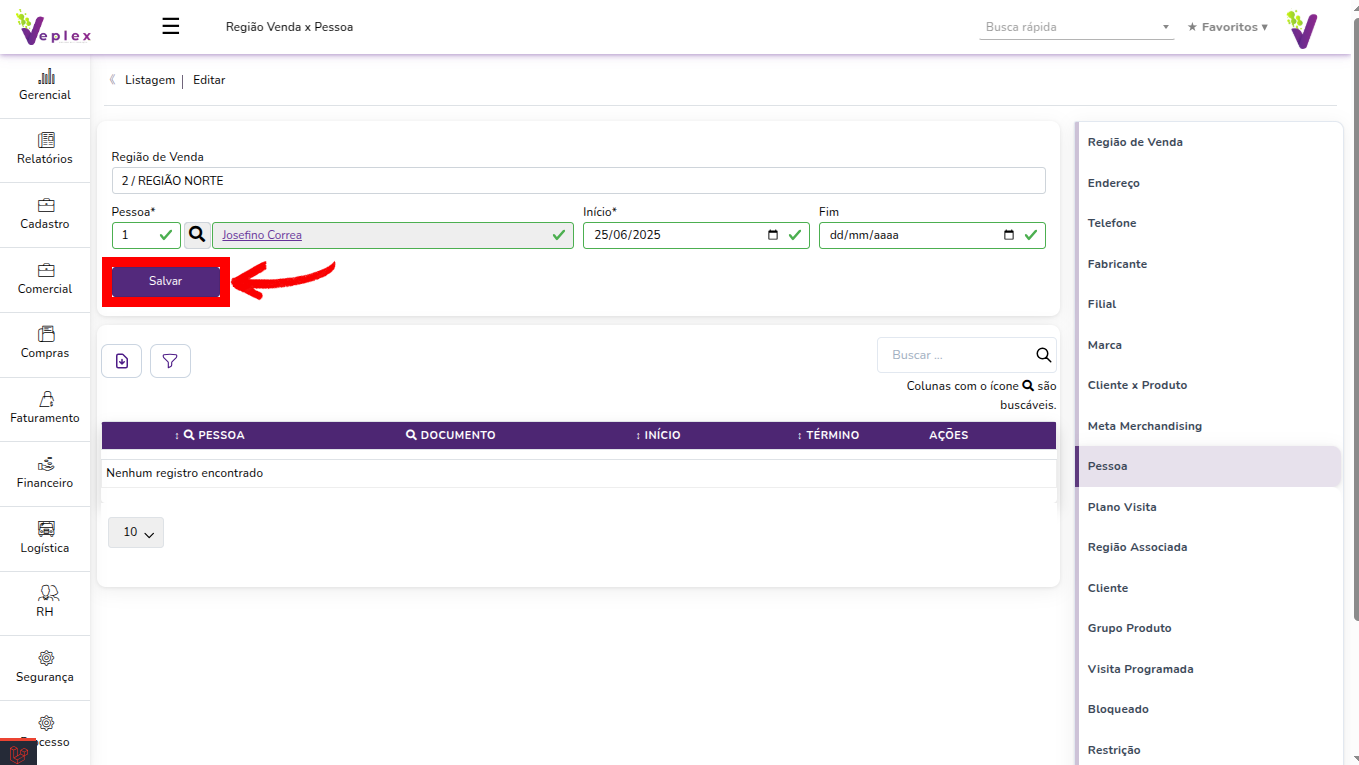 Veplex
☰
Região Venda x Pessoa
Busca rápida
★ Favoritos ▾
Gerencial
Relatórios
Cadastro
Comercial
Compras
Faturamento
Financeiro
Logística
RH
Segurança
Listagem | Editar
Região de Venda
2 / REGIÃO NORTE
Pessoa* Início* Fim
1 Josefino Correa 25/06/2025 dd/mm/aaaa
Salvar
Buscar ...
Colunas com o ícone são
buscáveis.
↕ PESSOA DOCUMENTO ↕ INÍCIO ↕ TÉRMINO AÇÕES
Nenhum registro encontrado
10
Região de Venda
Endereço
Telefone
Fabricante
Filial
Marca
Cliente x Produto
Meta Merchandising
Pessoa
Plano Visita
Região Associada
Cliente
Grupo Produto
Visita Programada
Bloqueado
Restrição